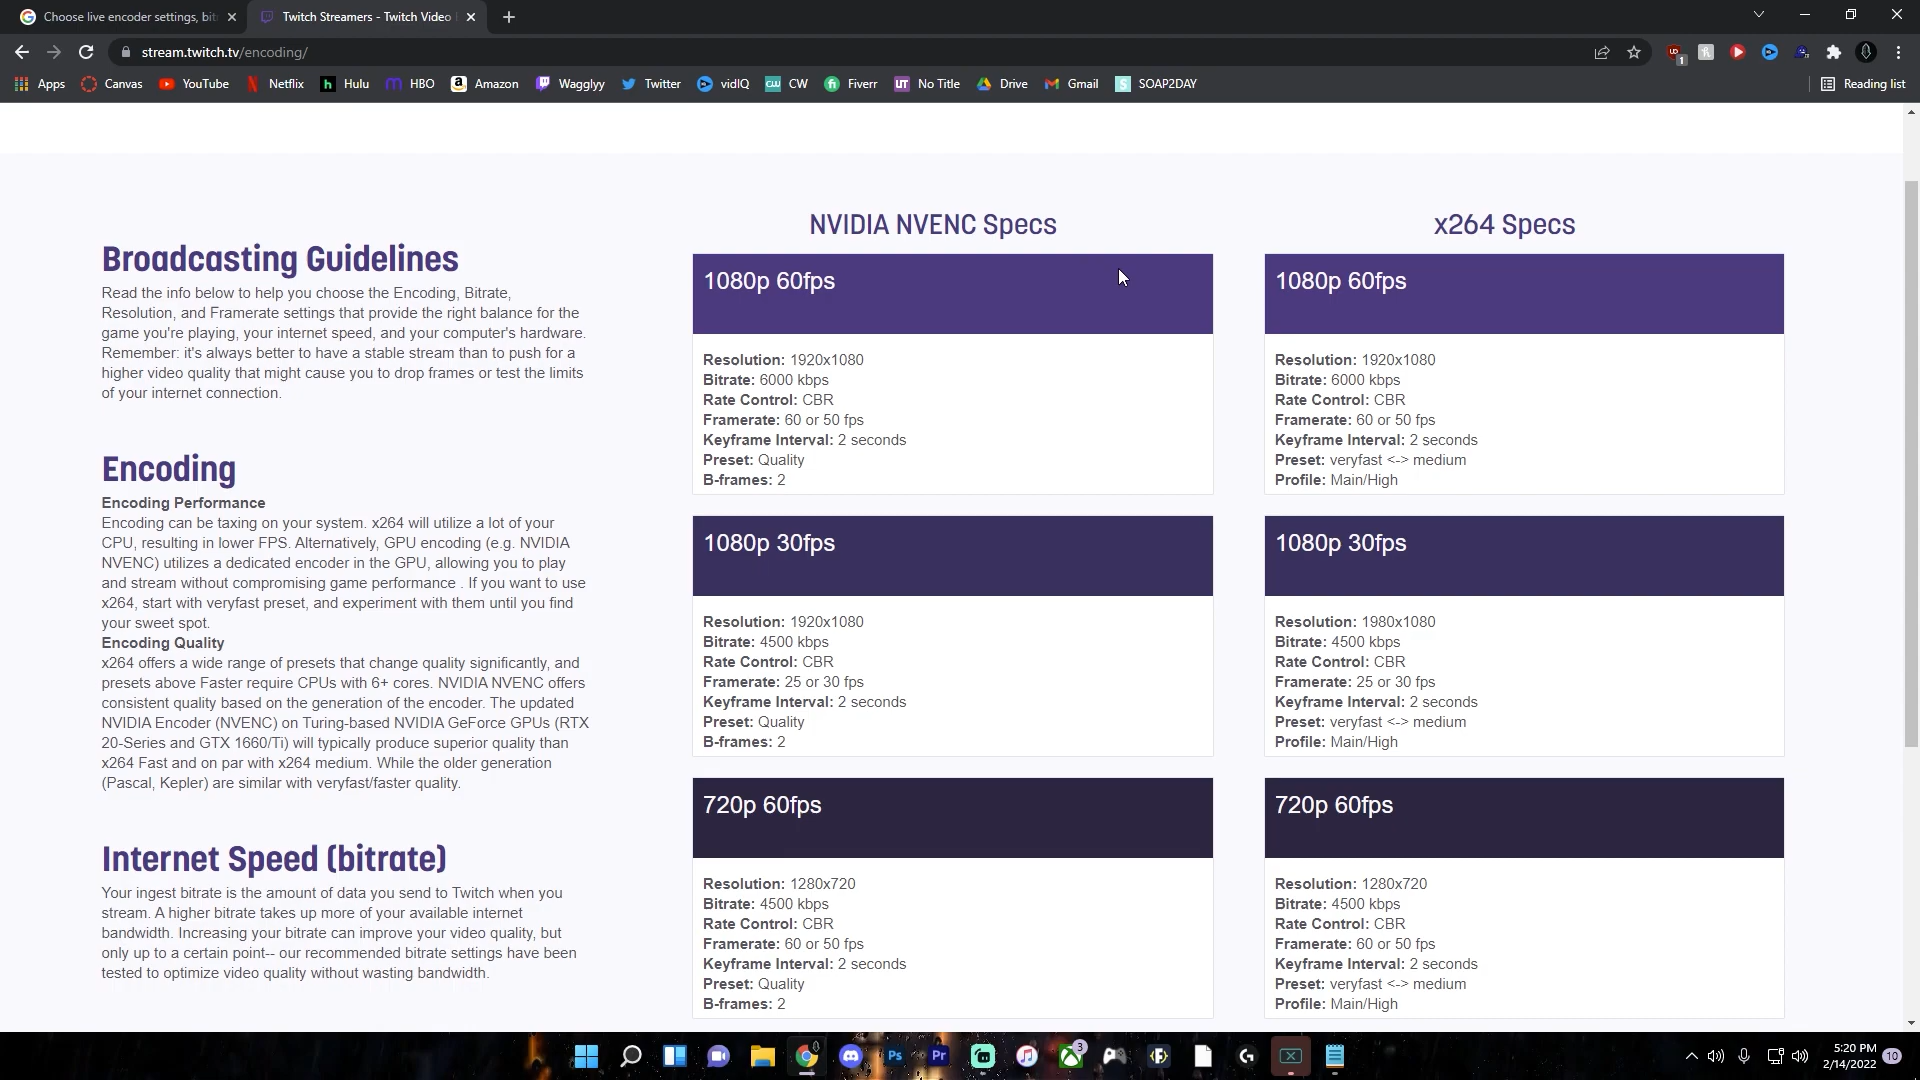 Choose live encoder settings, bit
Twitch Streamers - Twitch Video
stream.twitch.tv/encoding/
Apps
Canvas
YouTube
Netflix
Hulu
HBO
Amazon
Wagglyy
Twitter
vidIQ
CW
Fiverr
No Title
Drive
Gmail
SOAP2DAY
Reading list
Broadcasting Guidelines
Read the info below to help you choose the Encoding, Bitrate,
Resolution, and Framerate settings that provide the right balance for the
game you're playing, your internet speed, and your computer's hardware.
Remember: it's always better to have a stable stream than to push for a
higher video quality that might cause you to drop frames or test the limits
of your internet connection.
Encoding
Encoding Performance
Encoding can be taxing on your system. x264 will utilize a lot of your
CPU, resulting in lower FPS. Alternatively, GPU encoding (e.g. NVIDIA
NVENC) utilizes a dedicated encoder in the GPU, allowing you to play
and stream without compromising game performance . If you want to use
x264, start with veryfast preset, and experiment with them until you find
your sweet spot.
Encoding Quality
x264 offers a wide range of presets that change quality significantly, and
presets above Faster require CPUs with 6+ cores. NVIDIA NVENC offers
consistent quality based on the generation of the encoder. The updated
NVIDIA Encoder (NVENC) on Turing-based NVIDIA GeForce GPUs (RTX
20-Series and GTX 1660/Ti) will typically produce superior quality than
x264 Fast and on par with x264 medium. While the older generation
(Pascal, Kepler) are similar with veryfast/faster quality.
Internet Speed (bitrate)
Your ingest bitrate is the amount of data you send to Twitch when you
stream. A higher bitrate takes up more of your available internet
bandwidth. Increasing your bitrate can improve your video quality, but
only up to a certain point-- our recommended bitrate settings have been
tested to optimize video quality without wasting bandwidth.
NVIDIA NVENC Specs
1080p 60fps
Resolution: 1920x1080
Bitrate: 6000 kbps
Rate Control: CBR
Framerate: 60 or 50 fps
Keyframe Interval: 2 seconds
Preset: Quality
B-frames: 2
1080p 30fps
Resolution: 1920x1080
Bitrate: 4500 kbps
Rate Control: CBR
Framerate: 25 or 30 fps
Keyframe Interval: 2 seconds
Preset: Quality
B-frames: 2
720p 60fps
Resolution: 1280x720
Bitrate: 4500 kbps
Rate Control: CBR
Framerate: 60 or 50 fps
Keyframe Interval: 2 seconds
Preset: Quality
B-frames: 2
x264 Specs
1080p 60fps
Resolution: 1920x1080
Bitrate: 6000 kbps
Rate Control: CBR
Framerate: 60 or 50 fps
Keyframe Interval: 2 seconds
Preset: veryfast <-> medium
Profile: Main/High
1080p 30fps
Resolution: 1980x1080
Bitrate: 4500 kbps
Rate Control: CBR
Framerate: 25 or 30 fps
Keyframe Interval: 2 seconds
Preset: veryfast <-> medium
Profile: Main/High
720p 60fps
Resolution: 1280x720
Bitrate: 4500 kbps
Rate Control: CBR
Framerate: 60 or 50 fps
Keyframe Interval: 2 seconds
Preset: veryfast <-> medium
Profile: Main/High
Ps
Pr
3
5:20 PM
2/14/2022
10